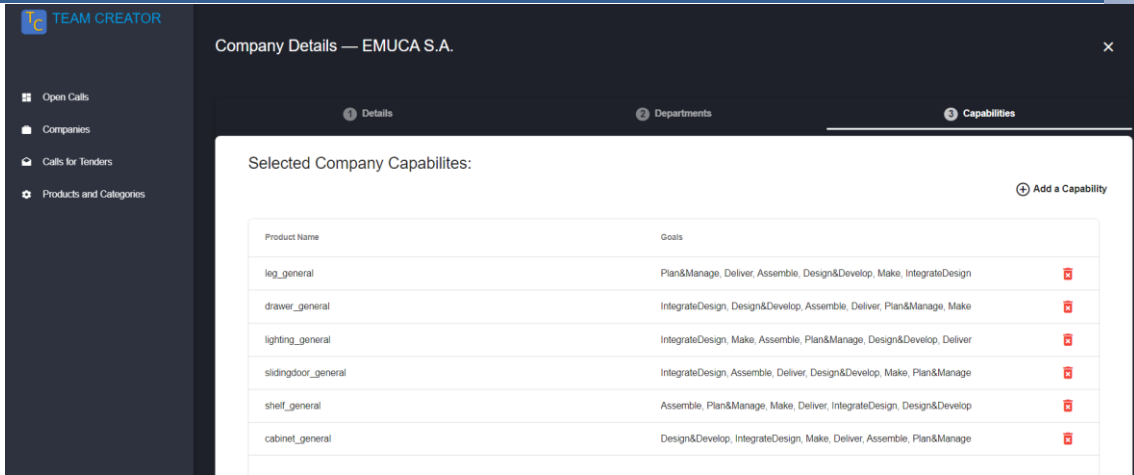 TC TEAM CREATOR
Company Details — EMUCA S.A.
Open Calls
Companies
Calls for Tenders
Products and Categories
1 Details
2 Departments
3 Capabilities
Selected Company Capabilites:
Add a Capability
Product Name Goals
leg_general Plan&Manage, Deliver, Assemble, Design&Develop, Make, IntegrateDesign
drawer_general IntegrateDesign, Design&Develop, Assemble, Deliver, Plan&Manage, Make
lighting_general IntegrateDesign, Make, Assemble, Plan&Manage, Design&Develop, Deliver
slidingdoor_general IntegrateDesign, Assemble, Deliver, Design&Develop, Make, Plan&Manage
shelf_general Assemble, Plan&Manage, Make, Deliver, IntegrateDesign, Design&Develop
cabinet_general Design&Develop, IntegrateDesign, Make, Deliver, Assemble, Plan&Manage